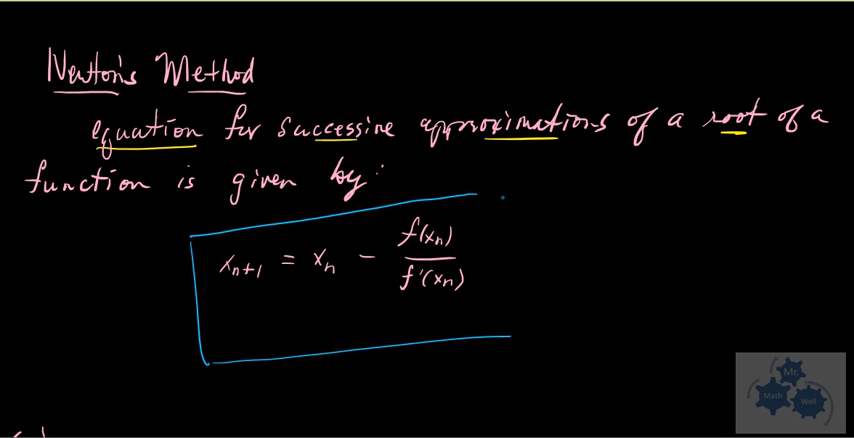 Newton's Method
equation for successive approximations of a root of a
function is given by:
x_{n+1} = x_n - f(x_n) / f'(x_n)
Mr.
Math Well